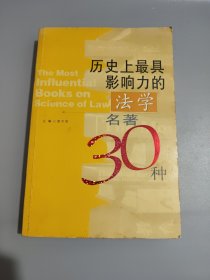 历史上最具
影响力的
法学
名著
30
种
The Most
Influential
Books on
Science of Law